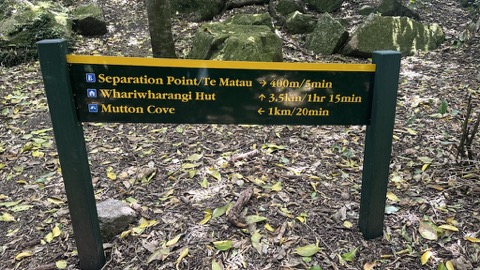 Separation Point/Te Matau → 400m/5min
Whariwharangi Hut ↑ 3.5km/1hr 15min
Mutton Cove ← 1km/20min